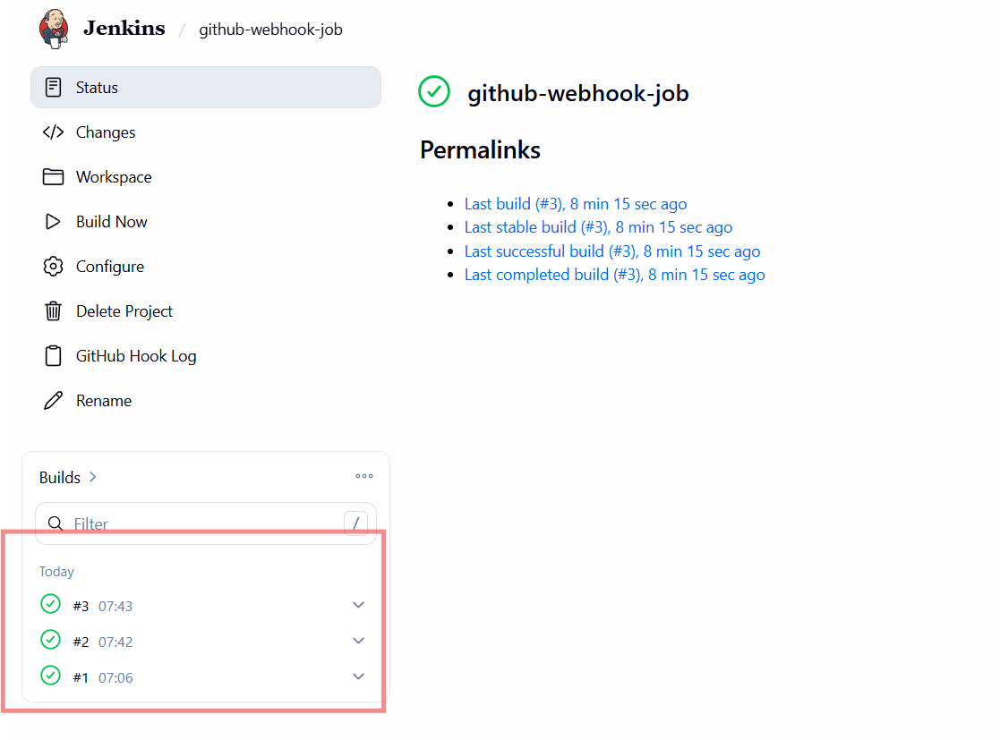 Jenkins / github-webhook-job
Status
Changes
Workspace
Build Now
Configure
Delete Project
GitHub Hook Log
Rename
Builds
Filter /
Today
#3 07:43
#2 07:42
#1 07:06
github-webhook-job
Permalinks
Last build (#3), 8 min 15 sec ago
Last stable build (#3), 8 min 15 sec ago
Last successful build (#3), 8 min 15 sec ago
Last completed build (#3), 8 min 15 sec ago